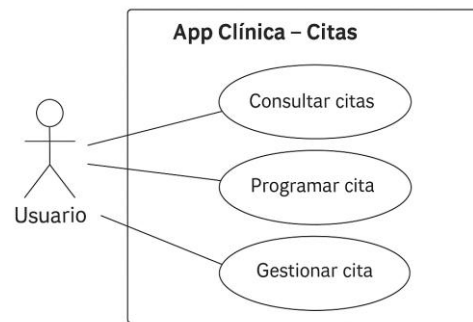 App Clínica – Citas
Consultar citas
Programar cita
Usuario
Gestionar cita